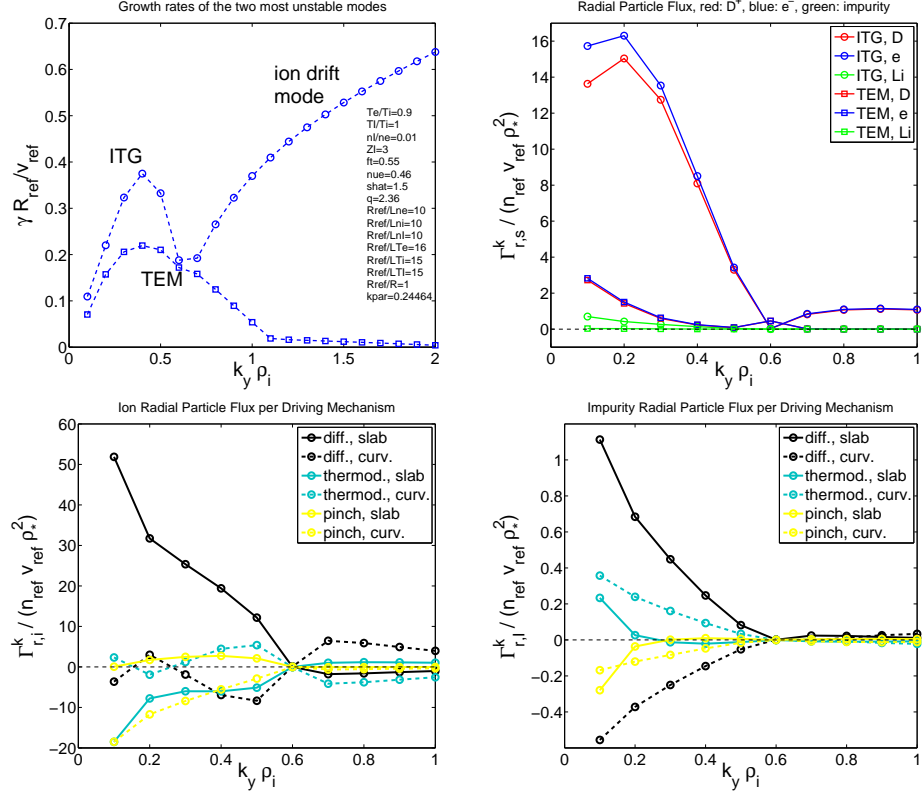 Growth rates of the two most unstable modes
0.7
0.6
0.5
0.4
0.3
0.2
0.1
0
γ R_ref/v_ref
ion drift
mode
ITG
TEM
Te/Ti=0.9
TI/Ti=1
nI/ne=0.01
ZI=3
ft=0.55
nue=0.46
shat=1.5
q=2.36
Rref/Lne=10
Rref/Lni=10
Rref/LnI=10
Rref/LTe=16
Rref/LTi=15
Rref/LTI=15
Rref/R=1
kpar=0.24464
0 0.5 1 1.5 2
k_y ρ_i
Radial Particle Flux, red: D⁺, blue: e⁻, green: impurity
16
14
12
10
8
6
4
2
0
Γ^k_{r,s} / (n_ref v_ref ρ_*^2)
ITG, D
ITG, e
ITG, Li
TEM, D
TEM, e
TEM, Li
0 0.2 0.4 0.6 0.8 1
k_y ρ_i
Ion Radial Particle Flux per Driving Mechanism
60
50
40
30
20
10
0
−10
−20
Γ^k_{r,i} / (n_ref v_ref ρ_*^2)
diff., slab
diff., curv.
thermod., slab
thermod., curv.
pinch, slab
pinch, curv.
0 0.2 0.4 0.6 0.8 1
k_y ρ_i
Impurity Radial Particle Flux per Driving Mechanism
1
0.8
0.6
0.4
0.2
0
−0.2
−0.4
Γ^k_{r,I} / (n_ref v_ref ρ_*^2)
diff., slab
diff., curv.
thermod., slab
thermod., curv.
pinch, slab
pinch, curv.
0 0.2 0.4 0.6 0.8 1
k_y ρ_i